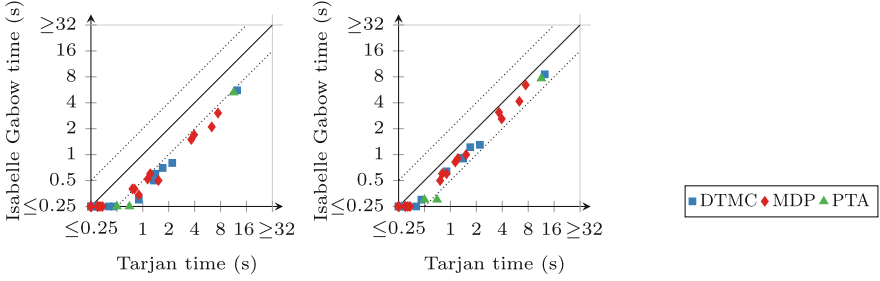 Isabelle Gabow time (s)
≥32
16
8
4
2
1
0.5
≤0.25
≤0.25 1 2 4 8 16 ≥32
Tarjan time (s)
Isabelle Gabow time (s)
≥32
16
8
4
2
1
0.5
≤0.25
≤0.25 1 2 4 8 16 ≥32
Tarjan time (s)
DTMC MDP PTA